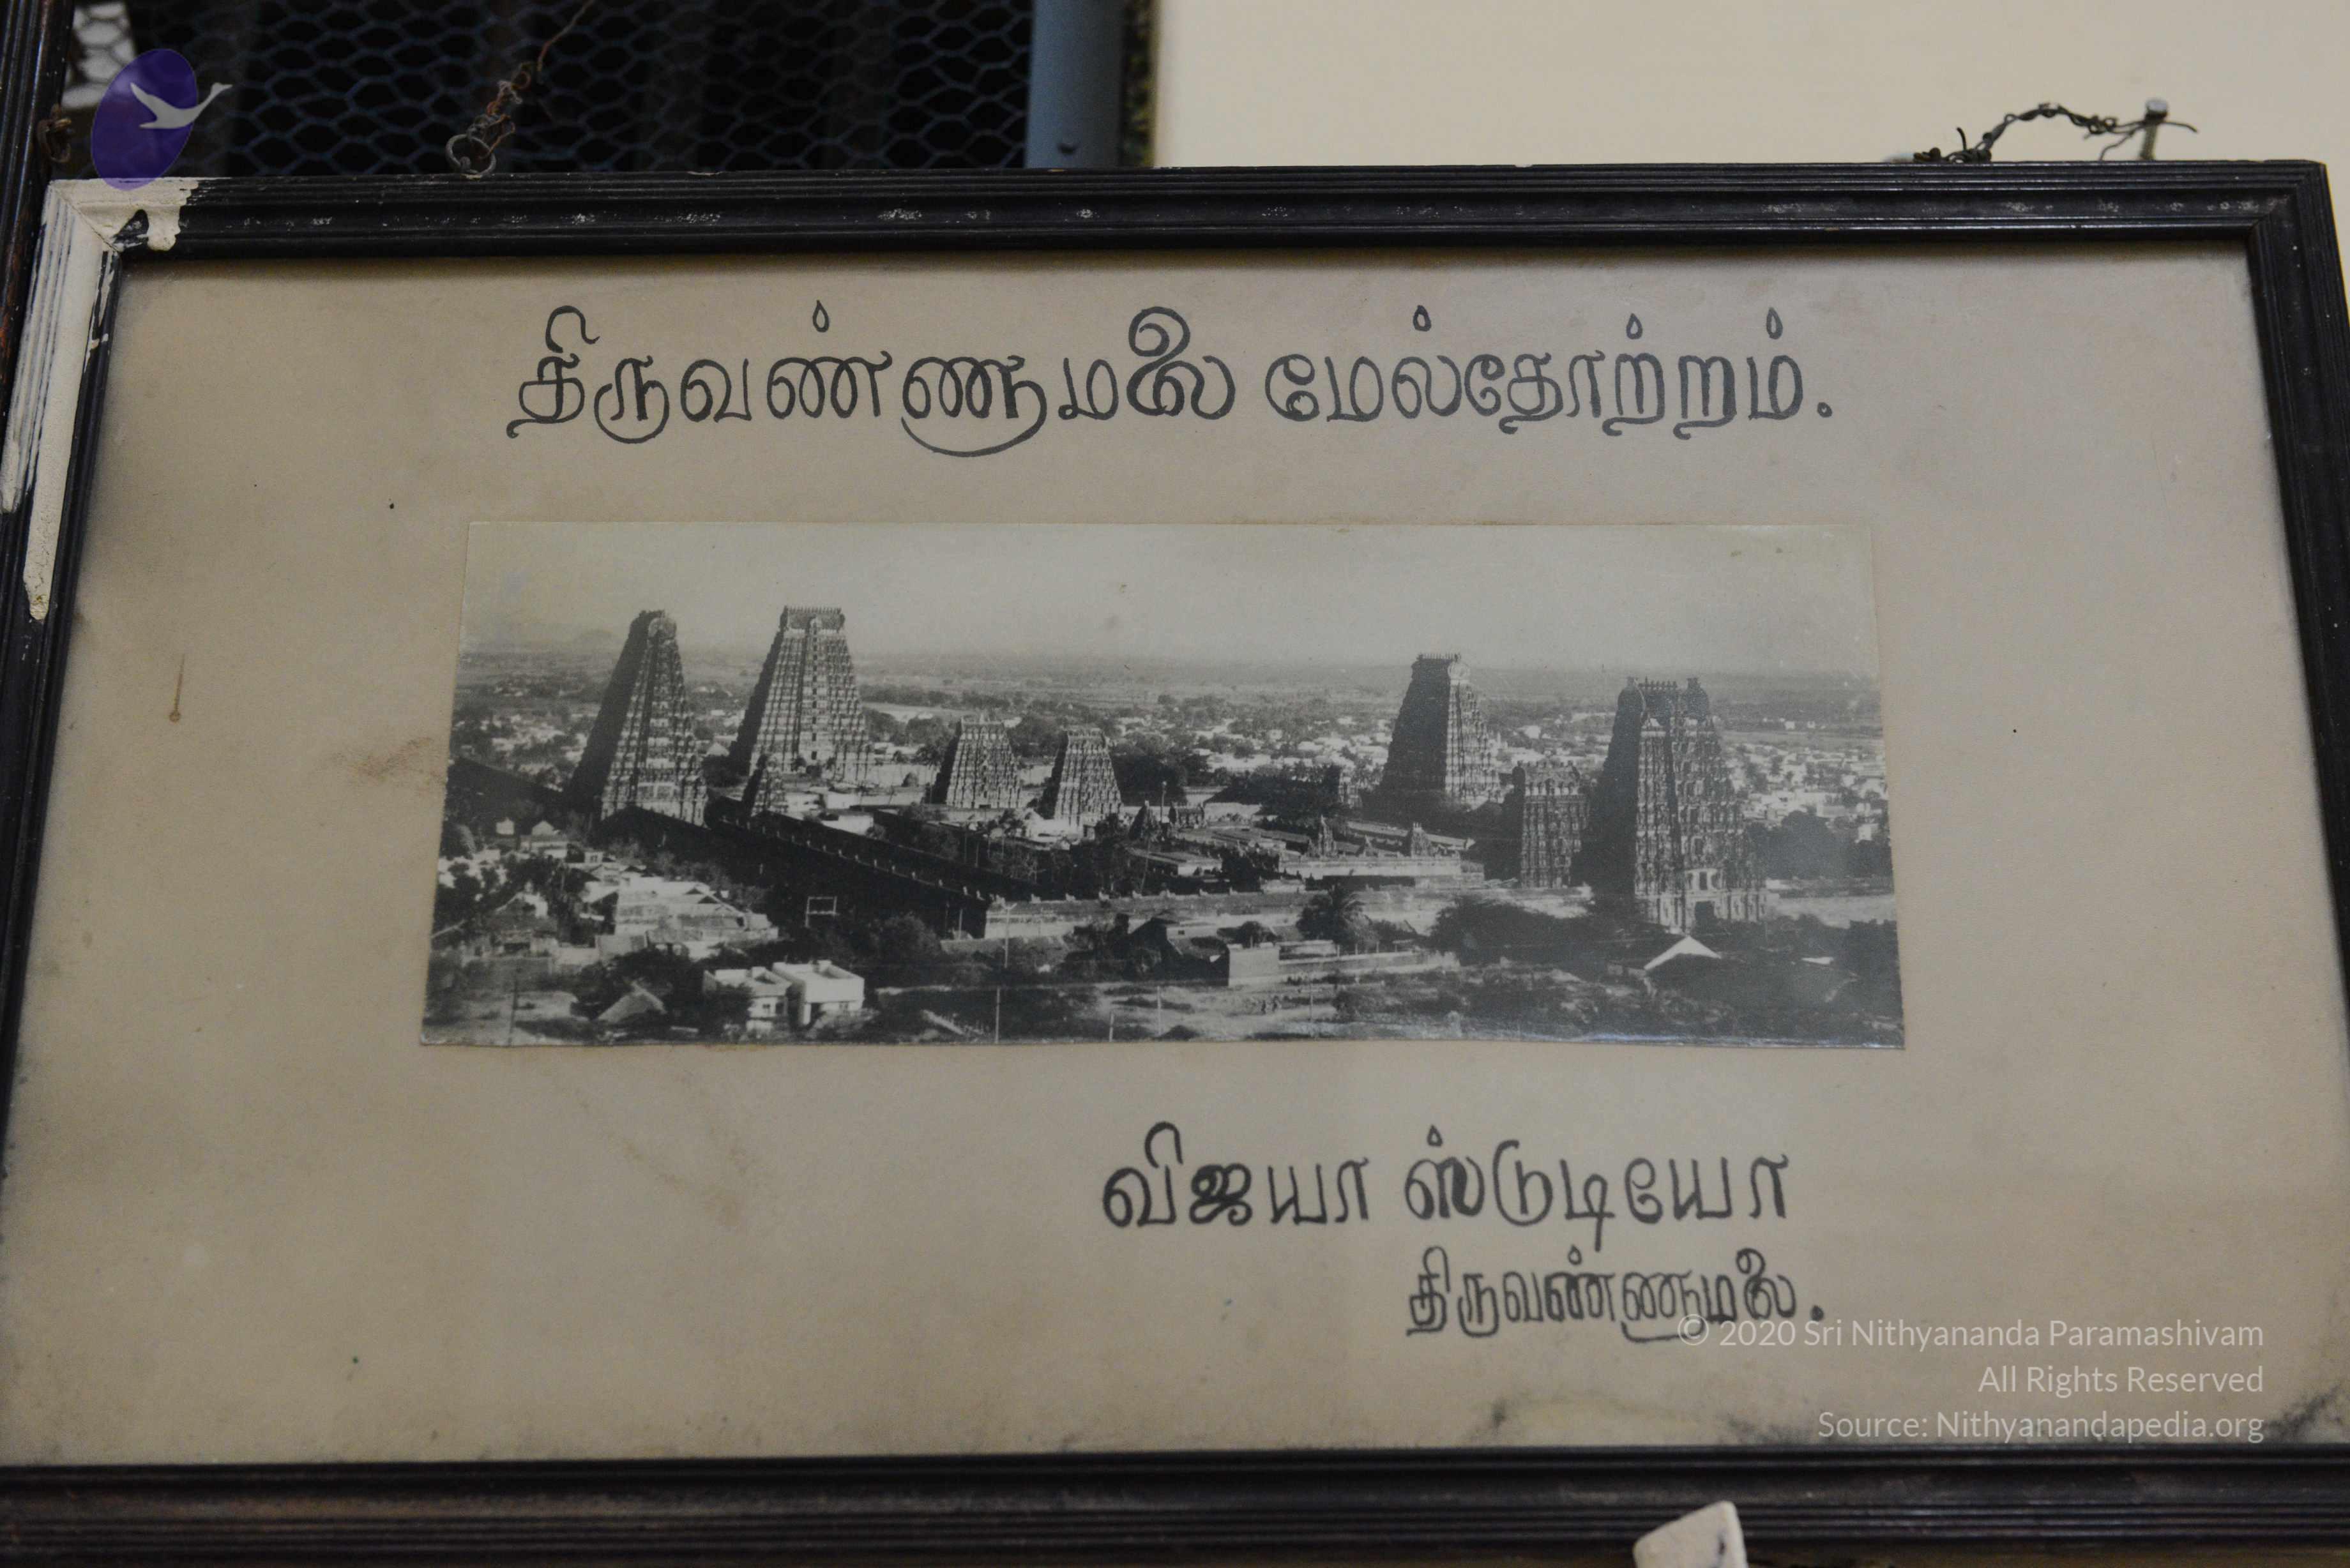 திருவண்ணாமலை மேல்தோற்றம்.
விஜயா ஸ்டுடியோ
திருவண்ணாமலை.
© 2020 Sri Nithyananda Paramashivam
All Rights Reserved
Source: Nithyanandapedia.org